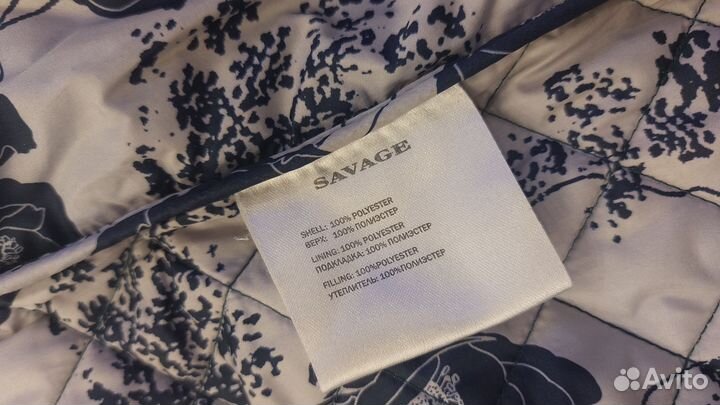 SAVAGE
SHELL: 100% POLYESTER
ВЕРХ: 100% ПОЛИЭСТЕР
LINING: 100% POLYESTER
ПОДКЛАДКА: 100% ПОЛИЭСТЕР
FILLING: 100%POLYESTER
УТЕПЛИТЕЛЬ: 100%ПОЛИЭСТЕР
Avito